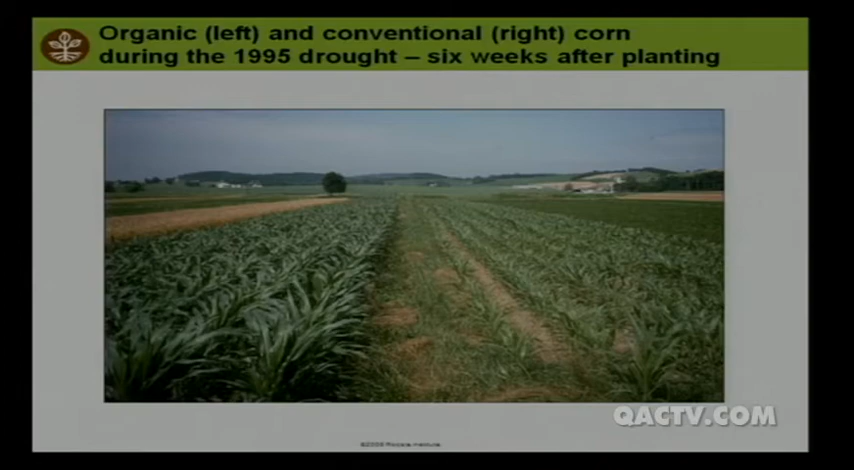 Organic (left) and conventional (right) corn
during the 1995 drought – six weeks after planting
QACTV.COM